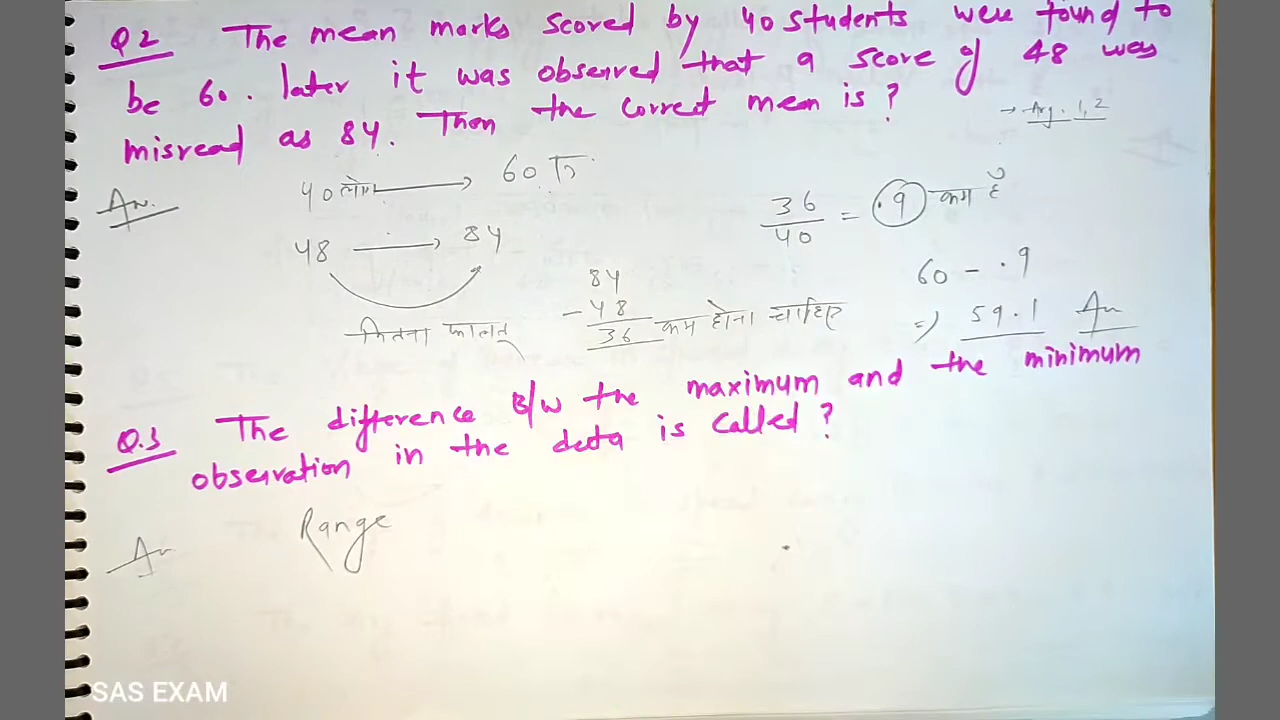 Q2 The mean marks scored by 40 students were found to
be 60. later it was observed that a score of 48 was
misread as 84. Then the correct mean is?
→ Arg. 1,2
An.
40 लोग → 60
48 → 84
कितना फालतू
84
- 48
36 कम होना चाहिए
36
40
= .9 कम है
60 - .9
⇒ 59.1 An
Q.3 The difference B/w the maximum and the minimum
observation in the data is called?
An
Range
SAS EXAM